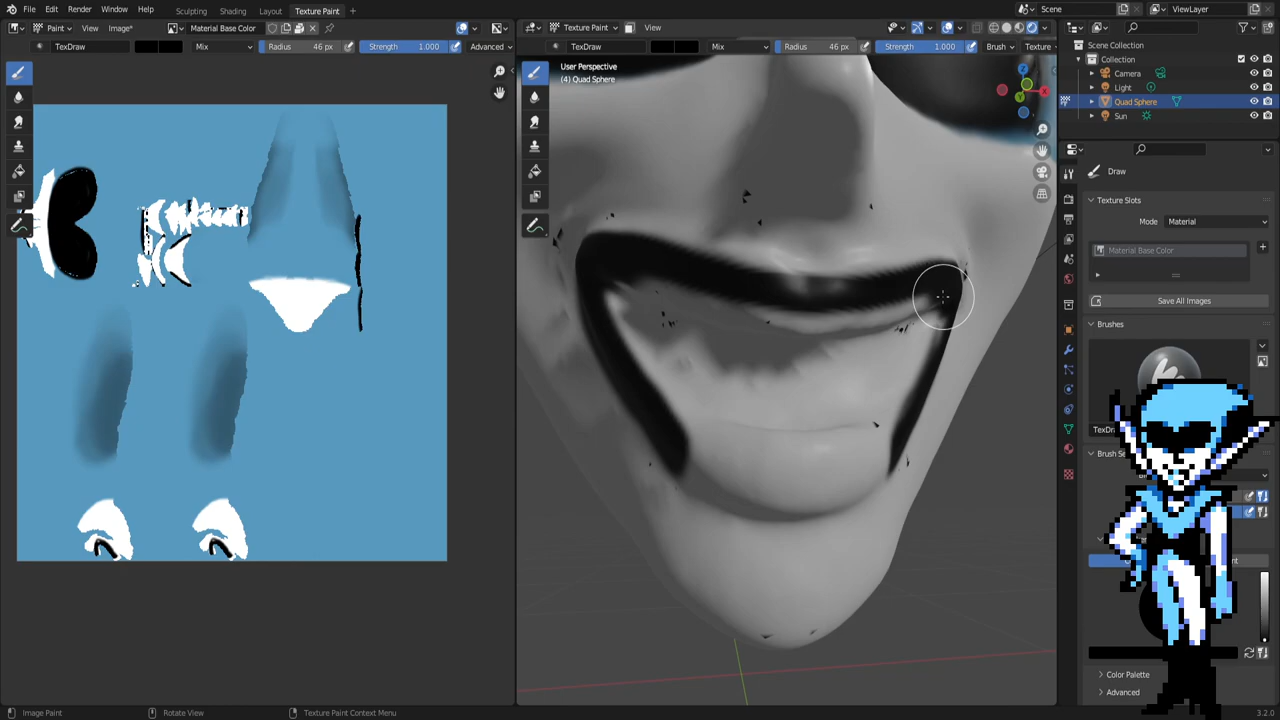 File Edit Render Window Help Sculpting Shading Layout Texture Paint + Scene ViewLayer
Paint View Image* Material Base Color Texture Paint View
TexDraw Mix Radius 46 px Strength 1.000 Advanced TexDraw Mix Radius 46 px Strength 1.000 Brush Texture
Scene Collection
Collection
Camera
Light
Quad Sphere
Sun
User Perspective
(4) Quad Sphere
X
Y
Z
Draw
Texture Slots
Mode Material
Material Base Color
Save All Images
Brushes
TexDra
Brush Se
Color Palette
Advanced
Image Paint Rotate View Texture Paint Context Menu 3.2.0